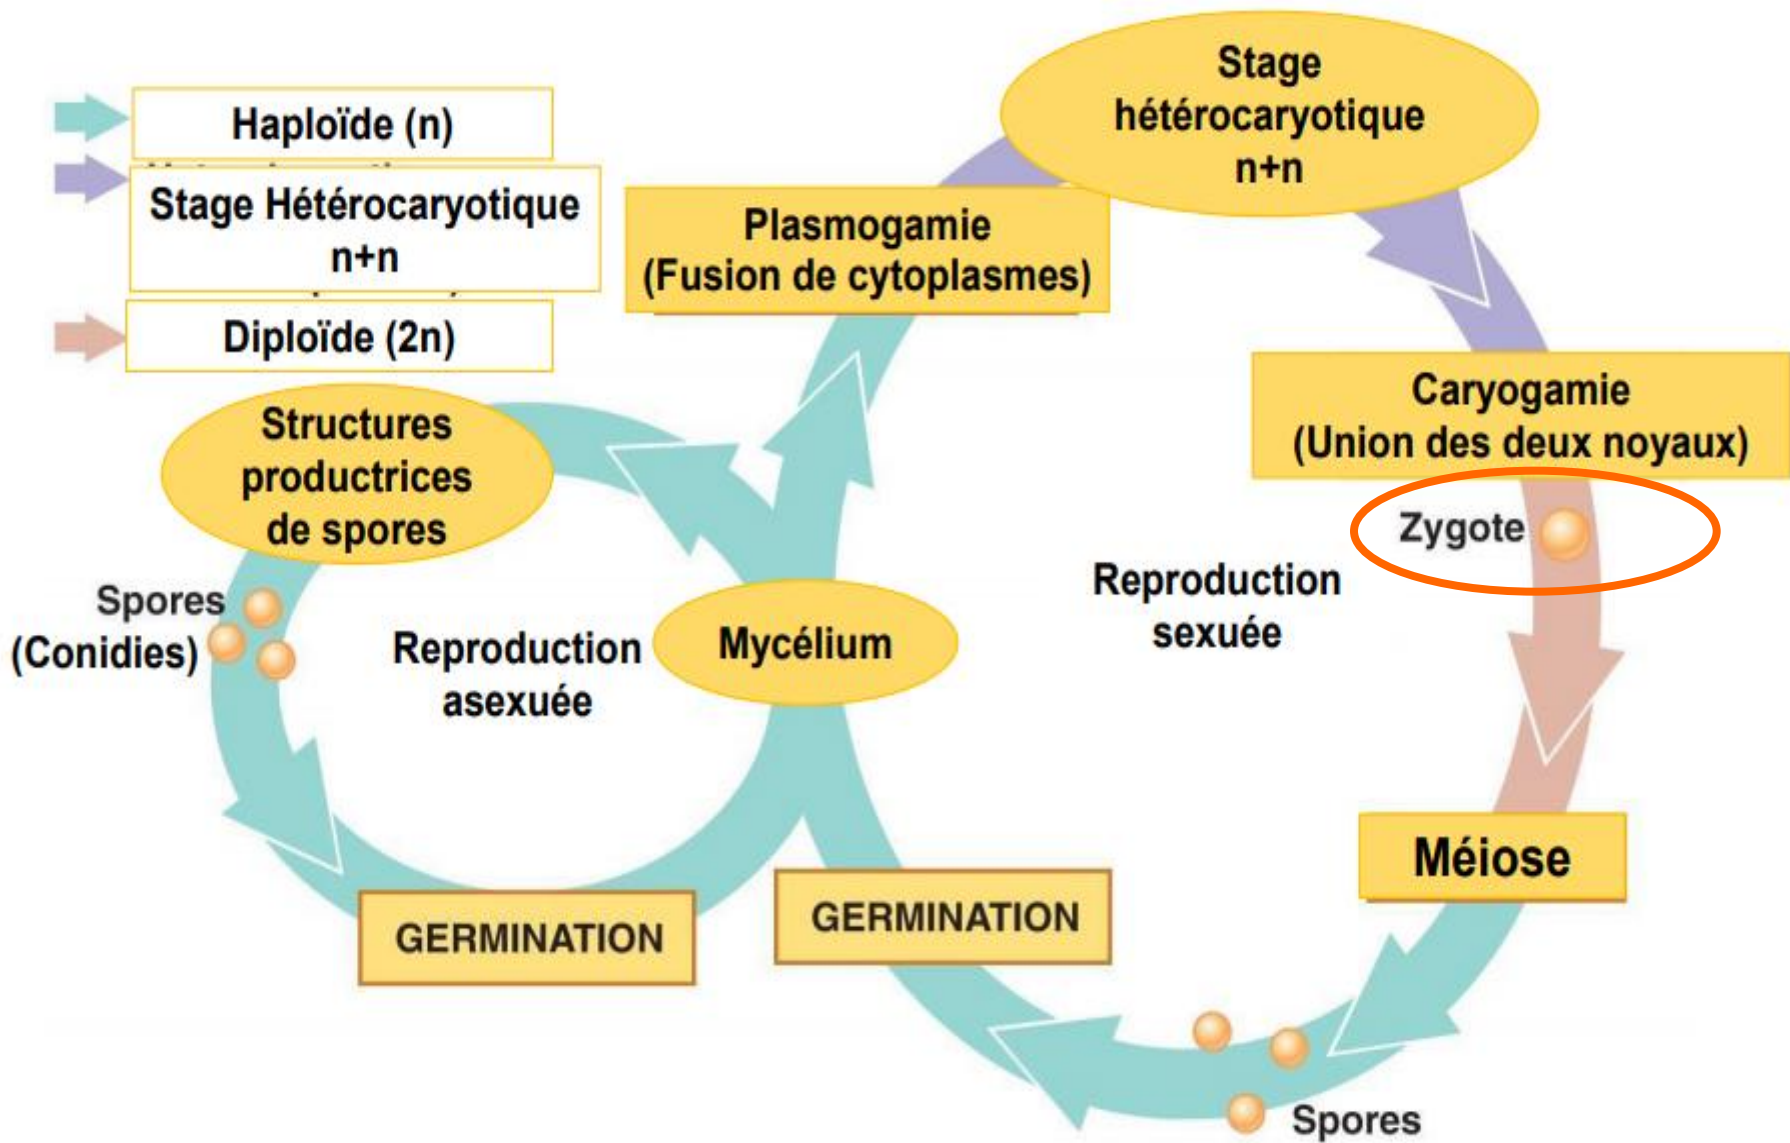 Haploïde (n)
Stage Hétérocaryotique
n+n
Diploïde (2n)
Stage
hétérocaryotique
n+n
Plasmogamie
(Fusion de cytoplasmes)
Caryogamie
(Union des deux noyaux)
Zygote
Structures
productrices
de spores
Spores
(Conidies)
Reproduction
asexuée
Mycélium
Reproduction
sexuée
Méiose
GERMINATION
GERMINATION
Spores